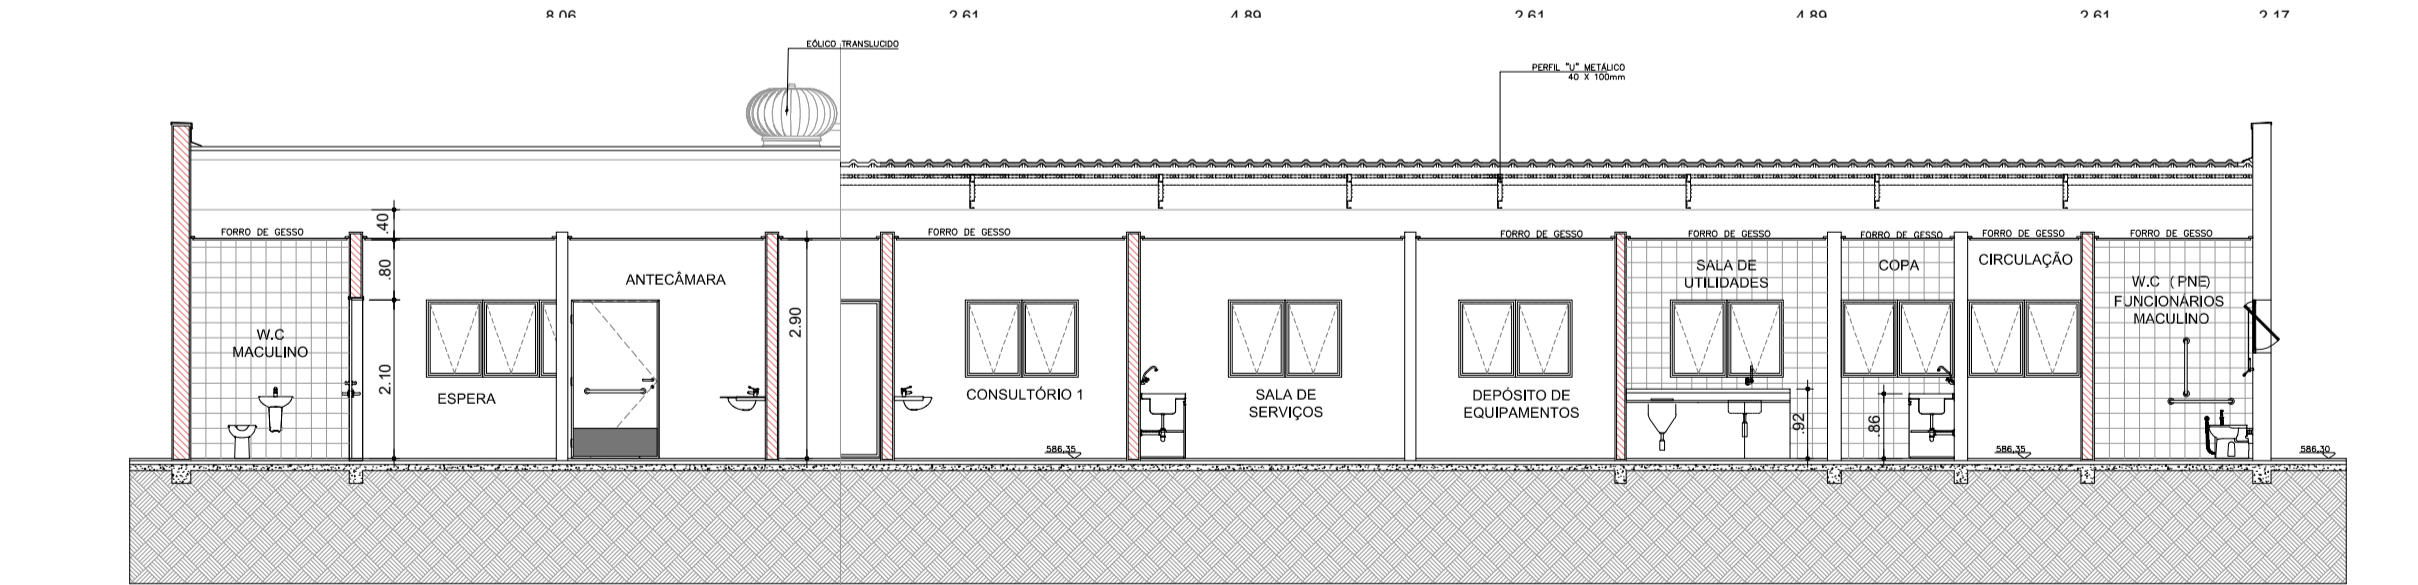 8.06 2.61 4.89 2.61 4.89 2.61 2.17
EÓLICO TRANSLUCIDO
PERFIL "U" METÁLICO
40 X 100mm
.40
FORRO DE GESSO
FORRO DE GESSO
FORRO DE GESSO
FORRO DE GESSO
FORRO DE GESSO
FORRO DE GESSO
FORRO DE GESSO
.80
ANTECÂMARA
SALA DE
UTILIDADES
COPA
CIRCULAÇÃO
W.C ( PNE)
FUNCIONÁRIOS
MACULINO
2.90
W.C
MACULINO
2.10
ESPERA
CONSULTÓRIO 1
SALA DE
SERVIÇOS
DEPÓSITO DE
EQUIPAMENTOS
.92
.86
586,35
586,35
586,30